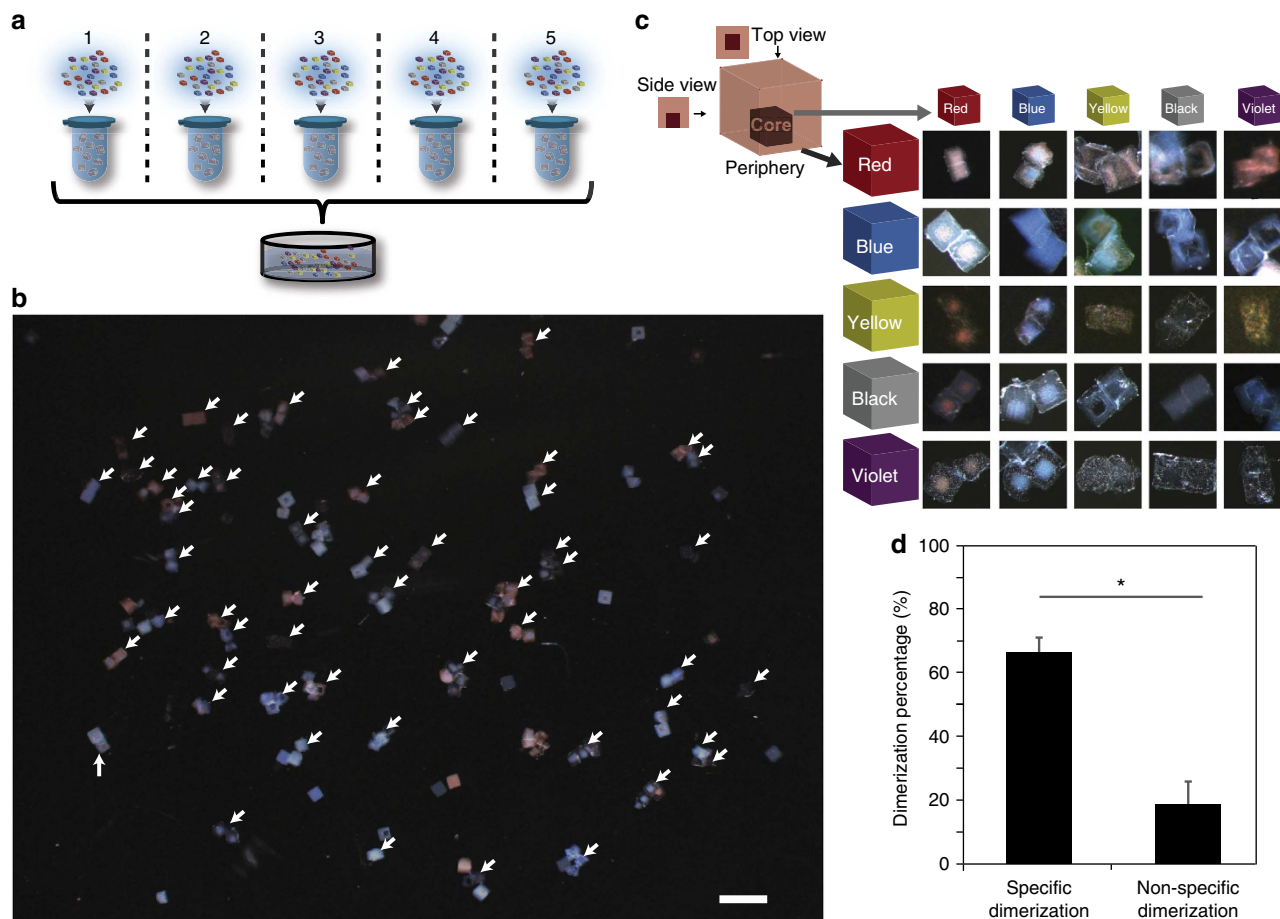 a
1 2 3 4 5
b
c
Top view
Side view
Core
Periphery
Red Blue Yellow Black Violet
Red
Blue
Yellow
Black
Violet
d
Dimerization percentage (%)
100
80
60
40
20
0
*
Specific dimerization
Non-specific dimerization